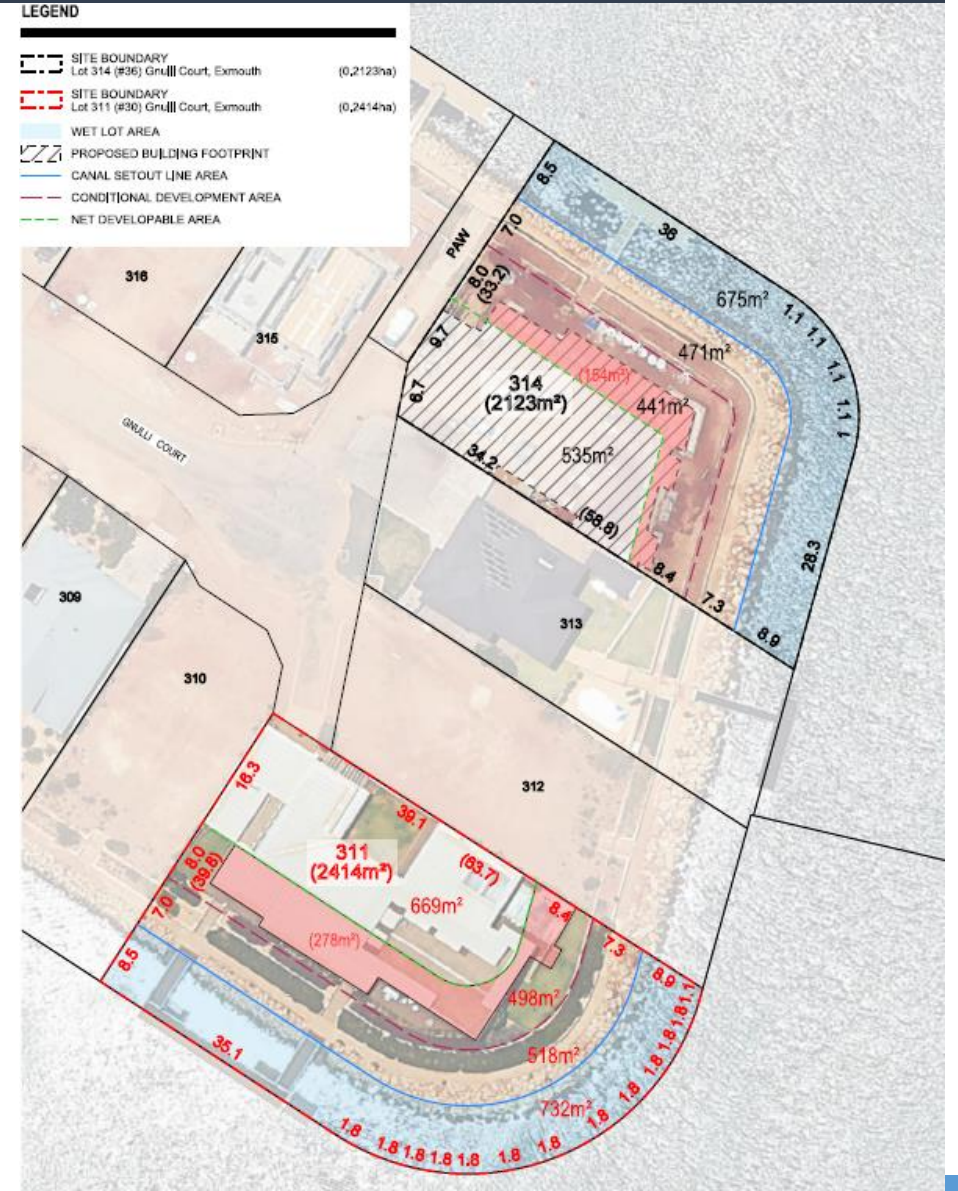 LEGEND
SITE BOUNDARY
Lot 314 (#36) Gnulli Court, Exmouth (0.2123ha)
SITE BOUNDARY
Lot 311 (#30) Gnulli Court, Exmouth (0.2414ha)
WET LOT AREA
PROPOSED BUILDING FOOTPRINT
CANAL SETOUT LINE AREA
CONDITIONAL DEVELOPMENT AREA
NET DEVELOPABLE AREA
8.5
36
7.0
PAW
8.0
(33.2)
9.7
6.7
675m²
1.1
1.1
1.1
1.1
471m²
(154m²)
441m²
314
(2123m²)
535m²
34.2
(58.8)
8.4
7.3
8.9
28.3
316
315
GNULLI COURT
309
310
313
312
16.3
39.1
311
(2414m²)
(63.7)
8.0
(39.8)
7.0
8.5
669m²
(278m²)
8.4
7.3
8.9
498m²
518m²
732m²
35.1
1.8
1.8
1.8
1.8
1.8
1.8
1.8
1.8
1.8
1.8
1.8
1.8
1.1